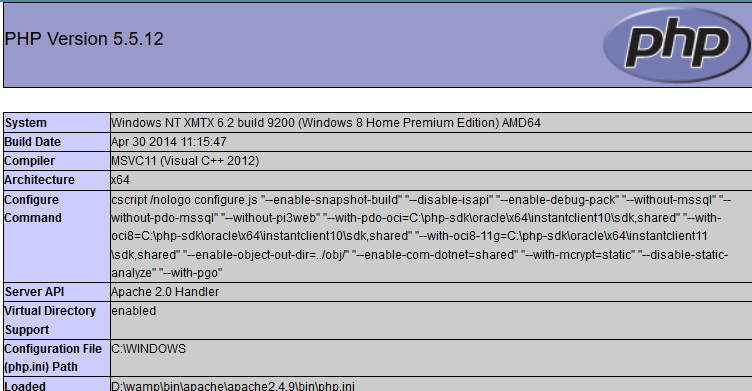 PHP Version 5.5.12
php
System Windows NT XMTX 6.2 build 9200 (Windows 8 Home Premium Edition) AMD64
Build Date Apr 30 2014 11:15:47
Compiler MSVC11 (Visual C++ 2012)
Architecture x64
Configure Command cscript /nologo configure.js "--enable-snapshot-build" "--disable-isapi" "--enable-debug-pack" "--without-mssql" "--
without-pdo-mssql" "--without-pi3web" "--with-pdo-oci=C:\php-sdk\oracle\x64\instantclient10\sdk,shared" "--with-
oci8=C:\php-sdk\oracle\x64\instantclient10\sdk,shared" "--with-oci8-11g=C:\php-sdk\oracle\x64\instantclient11
\sdk,shared" "--enable-object-out-dir=../obj/" "--enable-com-dotnet=shared" "--with-mcrypt=static" "--disable-static-
analyze" "--with-pgo"
Server API Apache 2.0 Handler
Virtual Directory Support enabled
Configuration File (php.ini) Path C:\WINDOWS
Loaded D:\wamp\bin\apache\apache2.4.9\bin\php.ini